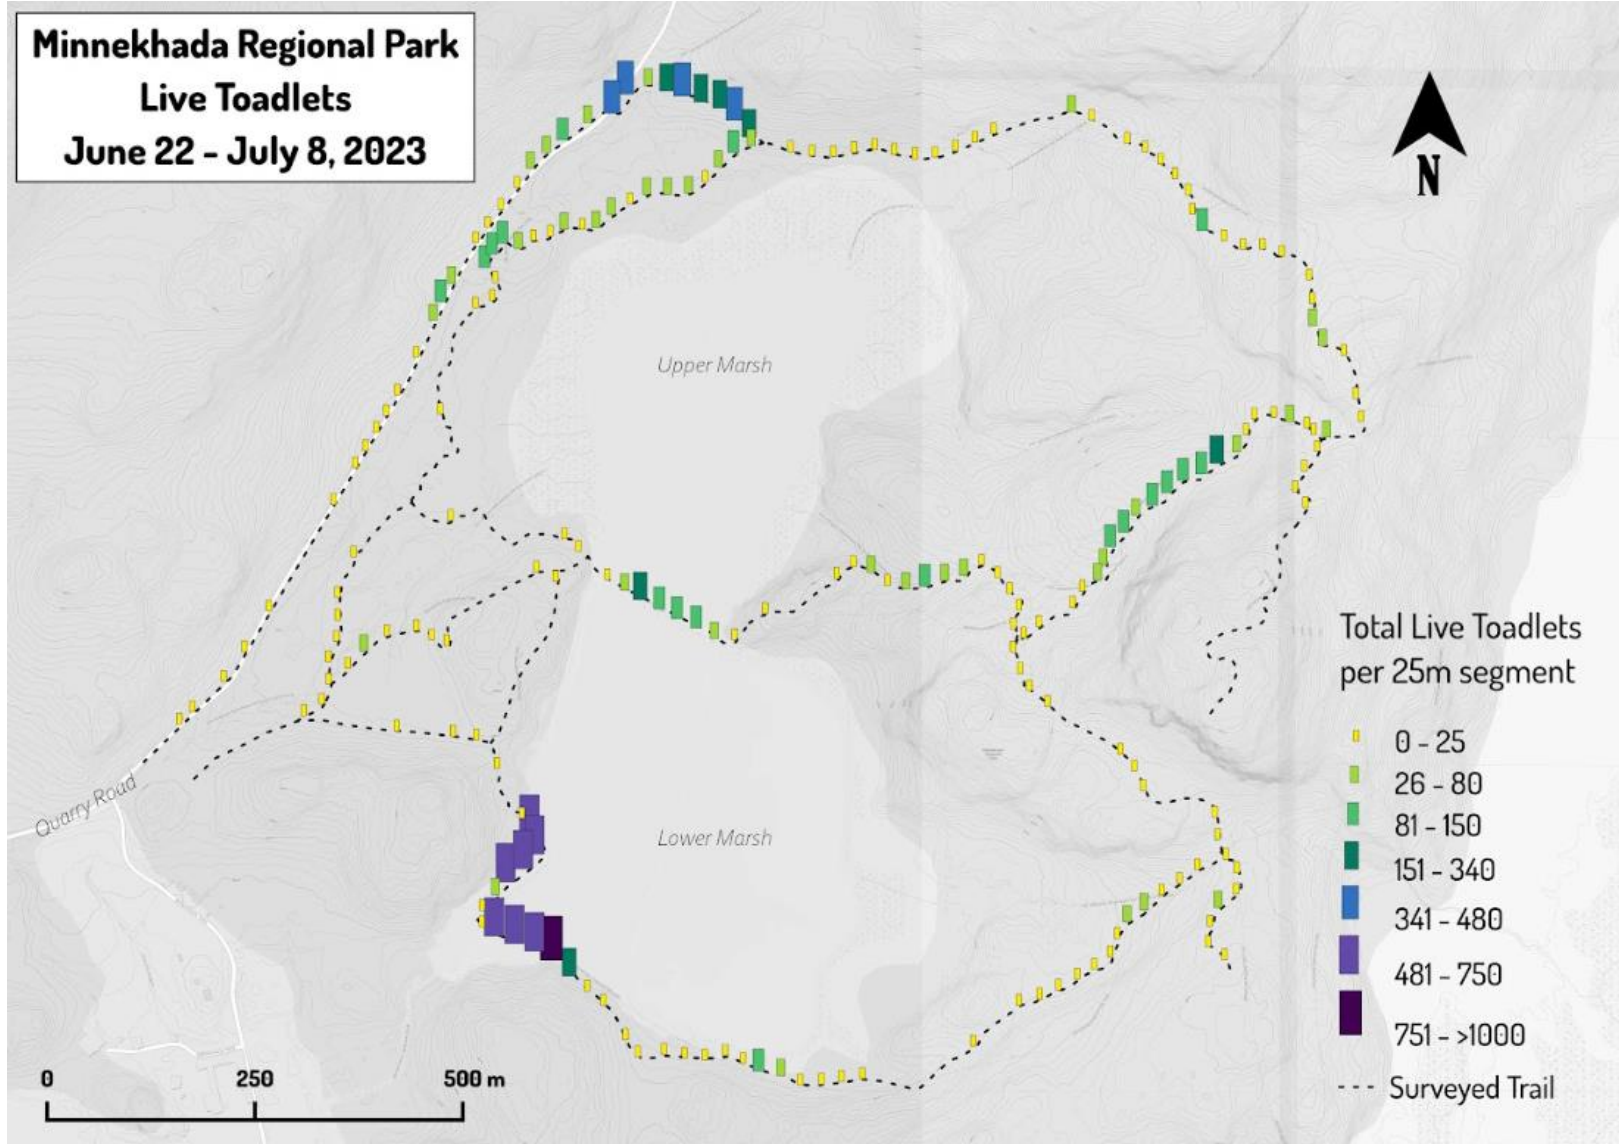 Minnekhada Regional Park
Live Toadlets
June 22 - July 8, 2023
N
Upper Marsh
Quarry Road
Lower Marsh
Total Live Toadlets
per 25m segment
0 - 25
26 - 80
81 - 150
151 - 340
341 - 480
481 - 750
751 - >1000
Surveyed Trail
0 250 500 m